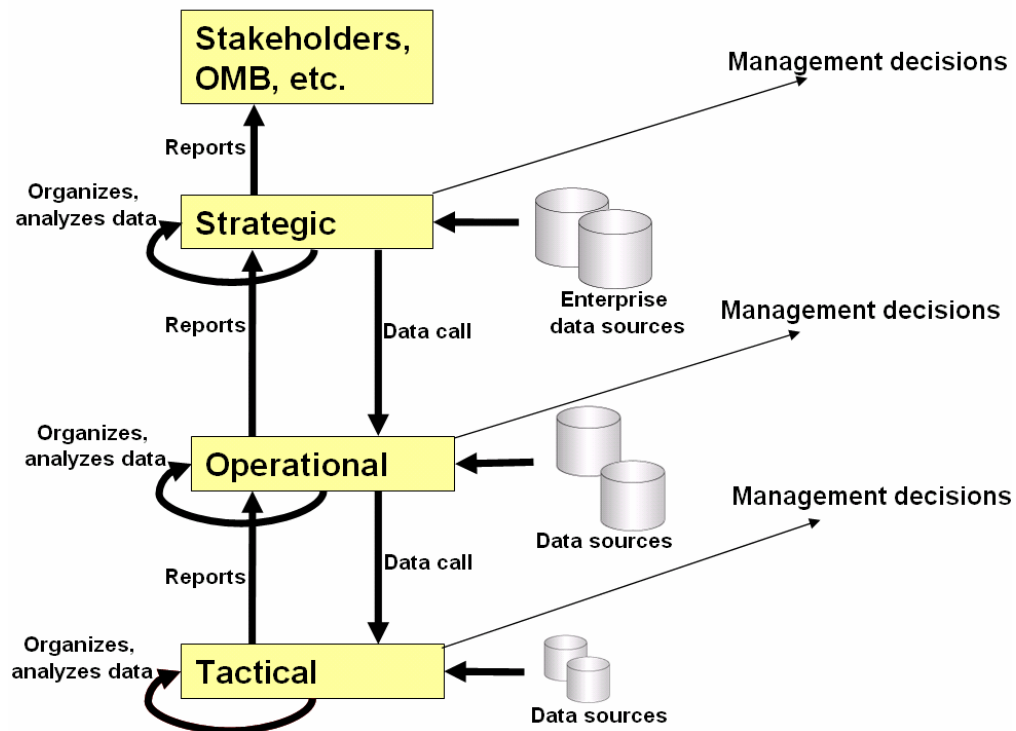 Stakeholders,
OMB, etc.
Management decisions
Reports
Organizes,
analyzes data
Strategic
Enterprise
data sources
Management decisions
Reports
Data call
Organizes,
analyzes data
Operational
Data sources
Management decisions
Reports
Data call
Organizes,
analyzes data
Tactical
Data sources